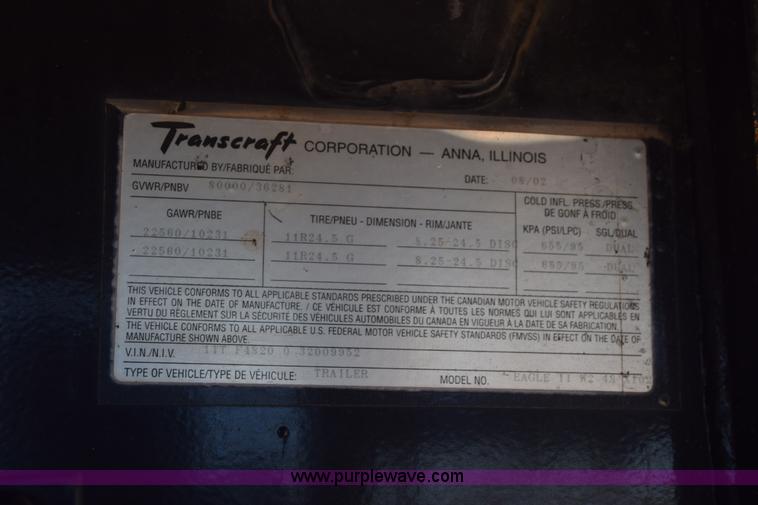 Transcraft CORPORATION — ANNA, ILLINOIS
MANUFACTURED BY/FABRIQUÉ PAR:
DATE: 08/02
GVWR/PNBV 80000/36281
COLD INFL. PRESS/PRESS.
DE GONF À FROID
GAWR/PNBE TIRE/PNEU - DIMENSION - RIM/JANTE KPA (PSI/LPC) SGL/DUAL
22560/10231 11R24.5 G 8.25-24.5 DISC 655/95 DUAL
22560/10231 11R24.5 G 8.25-24.5 DISC 655/95 DUAL
THIS VEHICLE CONFORMS TO ALL APPLICABLE STANDARDS PRESCRIBED UNDER THE CANADIAN MOTOR VEHICLE SAFETY REGULATIONS
IN EFFECT ON THE DATE OF MANUFACTURE. / CE VÉHICULE EST CONFORME À TOUTES LES NORMES QUI LUI SONT APPLICABLES EN
VERTU DU RÈGLEMENT SUR LA SÉCURITÉ DES VÉHICULES AUTOMOBILES DU CANADA EN VIGUEUR À LA DATE DE SA FABRICATION.
THE VEHICLE CONFORMS TO ALL APPLICABLE U.S. FEDERAL MOTOR VEHICLE SAFETY STANDARDS (FMVSS) IN EFFECT ON THE DATE OF
MANUFACTURE SHOWN ABOVE.
V.I.N./N.I.V.
TYPE OF VEHICLE/TYPE DE VÉHICULE: TRAILER MODEL NO. EAGLE II W2
www.purplewave.com